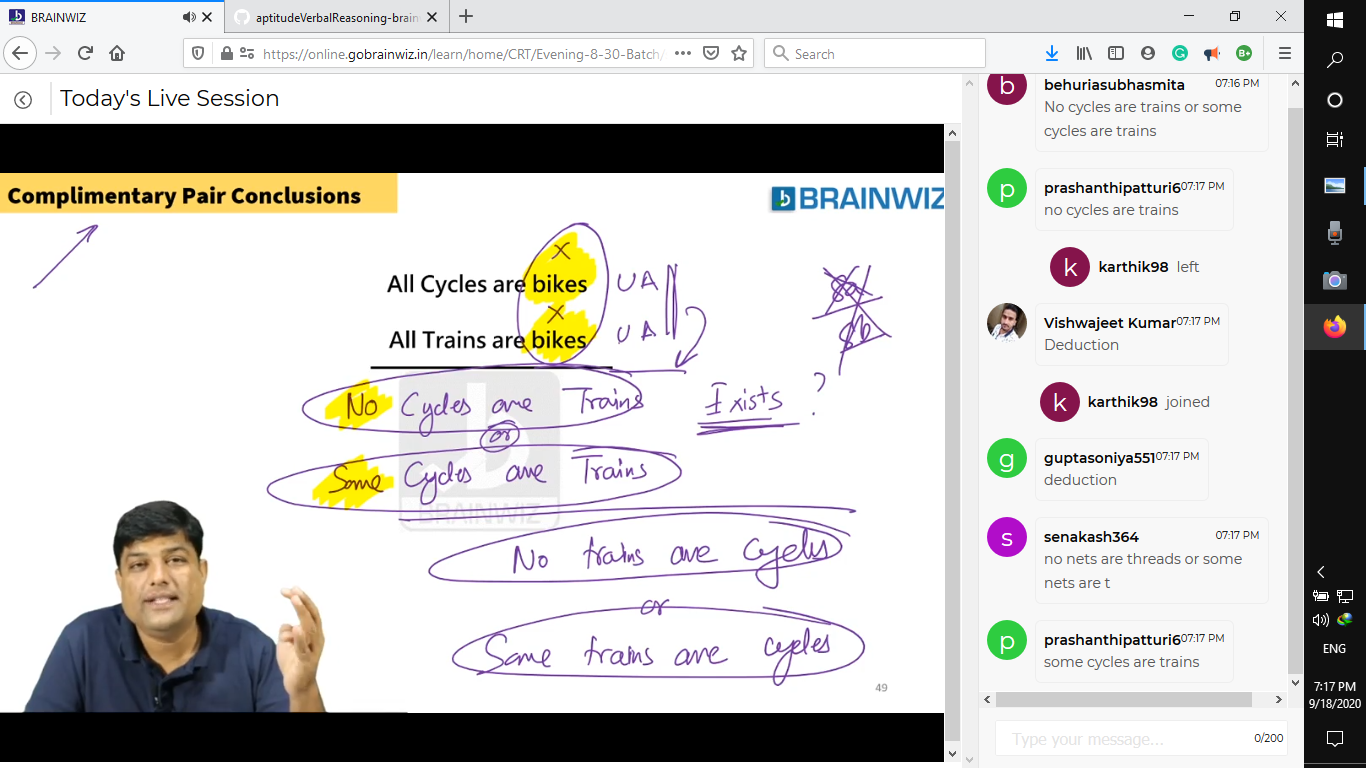 BRAINWIZ
aptitudeVerbalReasoning-brain
https://online.gobrainwiz.in/learn/home/CRT/Evening-8-30-Batch/
Search
Today's Live Session
Complimentary Pair Conclusions
BRAINWIZ
x
All Cycles are bikes UA
x
All Trains are bikes UA
No Cycles are Trains Exists ?
or
Some Cycles are Trains
BRAINWIZ
No trains are cycles
or
Some trains are cycles
49
b
behuriasubhasmita 07:16 PM
No cycles are trains or some
cycles are trains
p
prashanthipatturi6 07:17 PM
no cycles are trains
k
karthik98 left
Vishwajeet Kumar 07:17 PM
Deduction
k
karthik98 joined
g
guptasoniya551 07:17 PM
deduction
s
senakash364 07:17 PM
no nets are threads or some
nets are t
p
prashanthipatturi6 07:17 PM
some cycles are trains
Type your message...
0/200
ENG
7:17 PM
9/18/2020